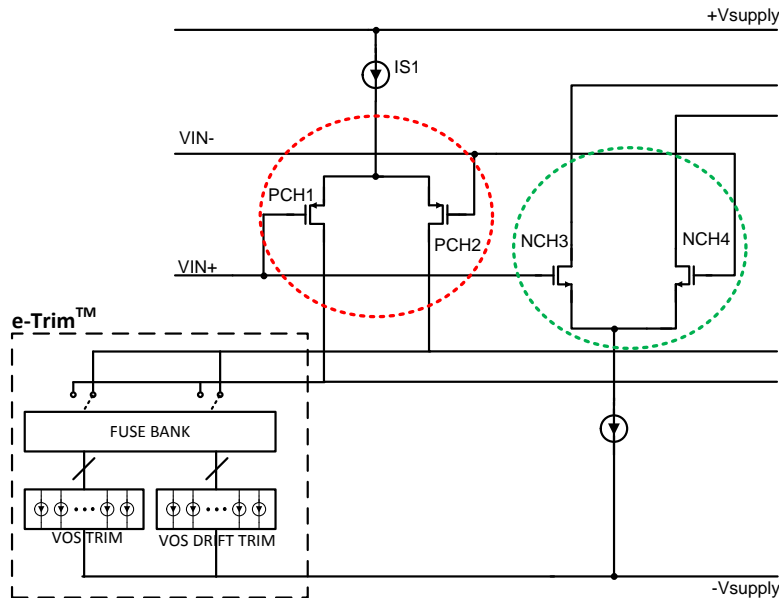 +Vsupply
IS1
VIN-
PCH1
PCH2
NCH3
NCH4
VIN+
e-Trim™
FUSE BANK
VOS TRIM
VOS DRIFT TRIM
-Vsupply